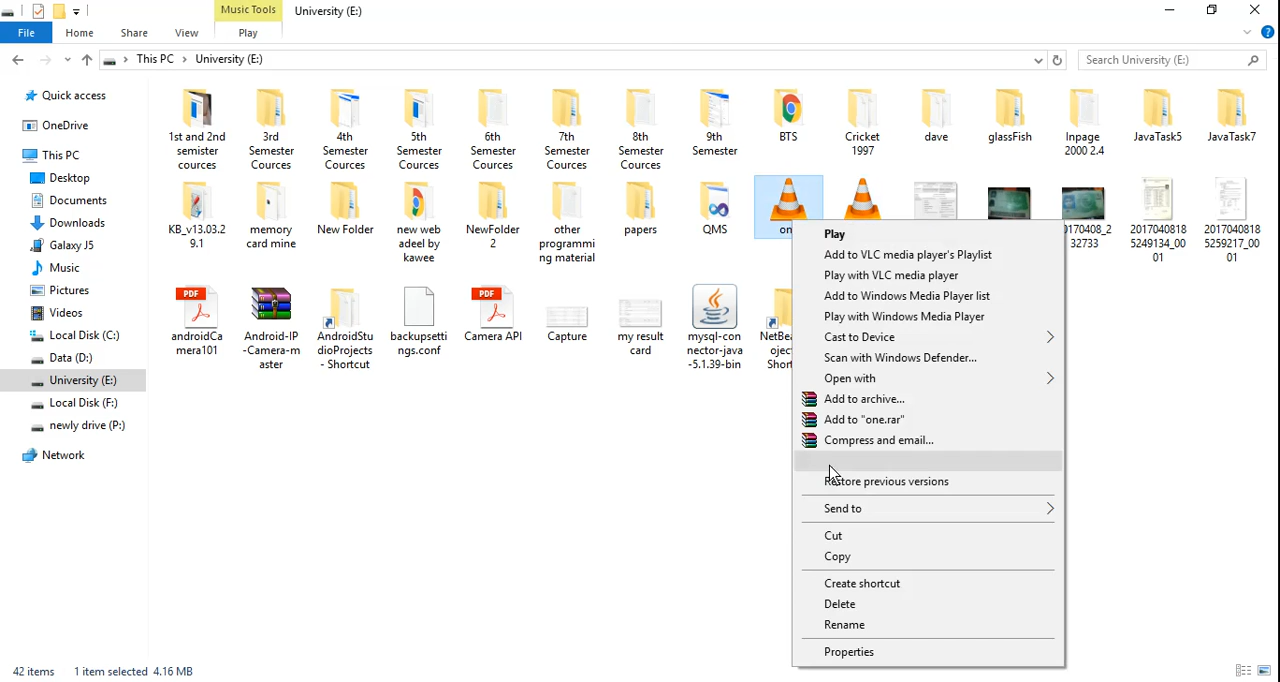 Music Tools University (E:)
File Home Share View Play
This PC University (E:) Search University (E:)
Quick access
OneDrive
This PC
Desktop
Documents
Downloads
Galaxy J5
Music
Pictures
Videos
Local Disk (C:)
Data (D:)
University (E:)
Local Disk (F:)
newly drive (P:)
Network
1st and 2nd
semister
cources
3rd
Semester
Cources
4th
Semester
Cources
5th
Semester
Cources
6th
Semester
Cources
7th
Semester
Cources
8th
Semester
Cources
9th
Semester
BTS
Cricket
1997
dave
glassFish
Inpage
2000 2.4
JavaTask5
JavaTask7
KB_v13.03.2
9.1
memory
card mine
New Folder
new web
adeel by
kawee
NewFolder
2
other
programmi
ng material
papers
QMS
on
0170408_2
32733
2017040818
5249134_00
01
2017040818
5259217_00
01
PDF
androidCa
mera101
Android-IP
-Camera-m
aster
AndroidStu
dioProjects
- Shortcut
backupsetti
ngs.conf
PDF
Camera API
Capture
my result
card
mysql-con
nector-java
-5.1.39-bin
NetBea
oject
Short
Play
Add to VLC media player's Playlist
Play with VLC media player
Add to Windows Media Player list
Play with Windows Media Player
Cast to Device
Scan with Windows Defender...
Open with
Add to archive...
Add to "one.rar"
Compress and email...
Restore previous versions
Send to
Cut
Copy
Create shortcut
Delete
Rename
Properties
42 items 1 item selected 4.16 MB